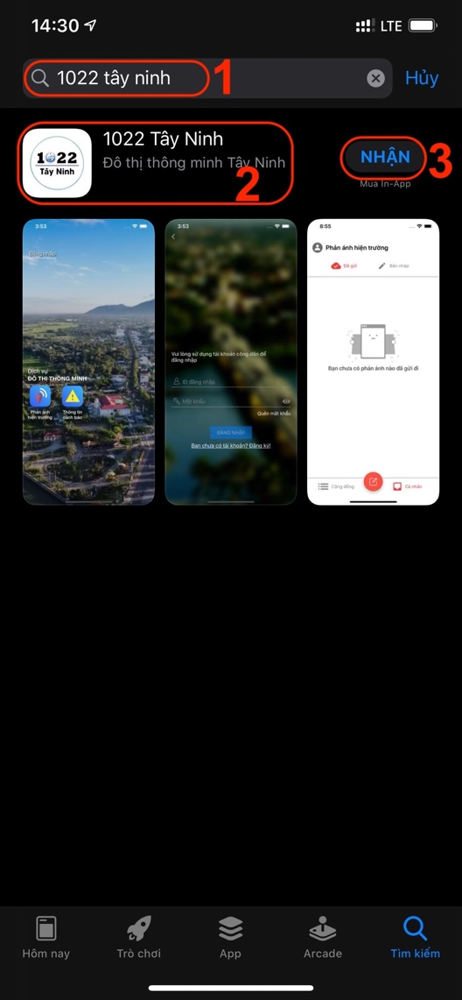 14:30
LTE
1022 tây ninh
1
Hủy
1022
Tây Ninh
1022 Tây Ninh
Đô thị thông minh Tây Ninh
2
NHẬN
3
Mua In-App
3:53
Đăng nhập
Dịch vụ
ĐÔ THỊ THÔNG MINH
Phản ánh
hiện trường
Thông tin
cảnh báo
3:53
Vui lòng sử dụng tài khoản công dân để
đăng nhập
ID đăng nhập
Mật khẩu
Quên mật khẩu
ĐĂNG NHẬP
Bạn chưa có tài khoản? Đăng ký!
8:55
Phản ánh hiện trường
Đã gửi
Bản nháp
Bạn chưa có phản ánh nào đã gửi đi
Cộng đồng
Cá nhân
Hôm nay
Trò chơi
App
Arcade
Tìm kiếm